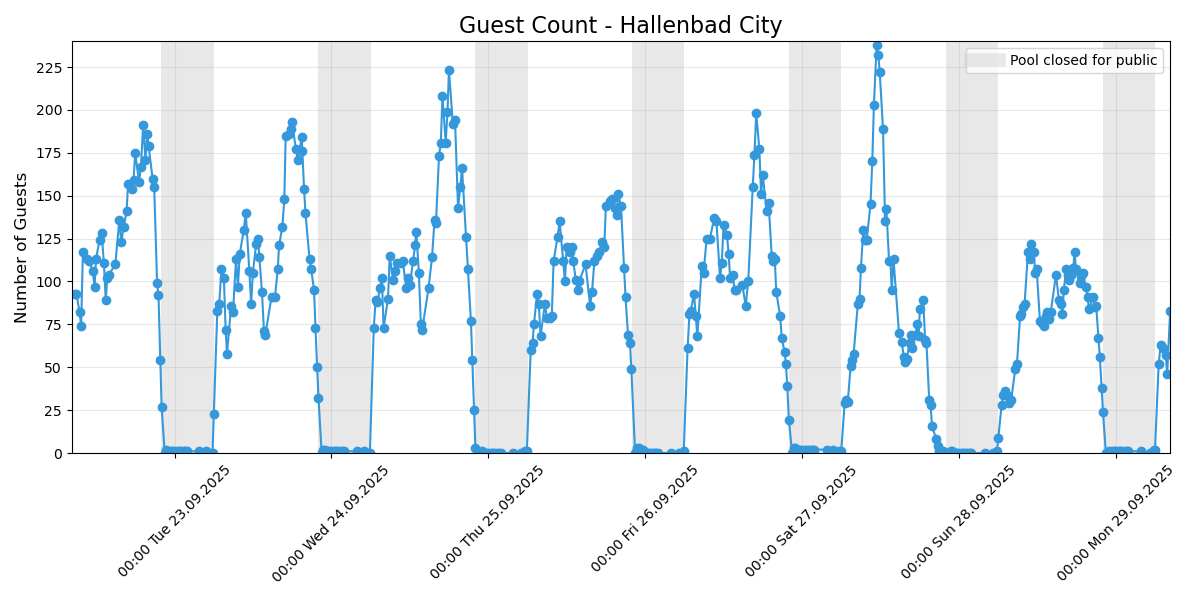 Guest Count - Hallenbad City
Pool closed for public
Number of Guests
225
200
175
150
125
100
75
50
25
0
00:00 Tue 23.09.2025
00:00 Wed 24.09.2025
00:00 Thu 25.09.2025
00:00 Fri 26.09.2025
00:00 Sat 27.09.2025
00:00 Sun 28.09.2025
00:00 Mon 29.09.2025